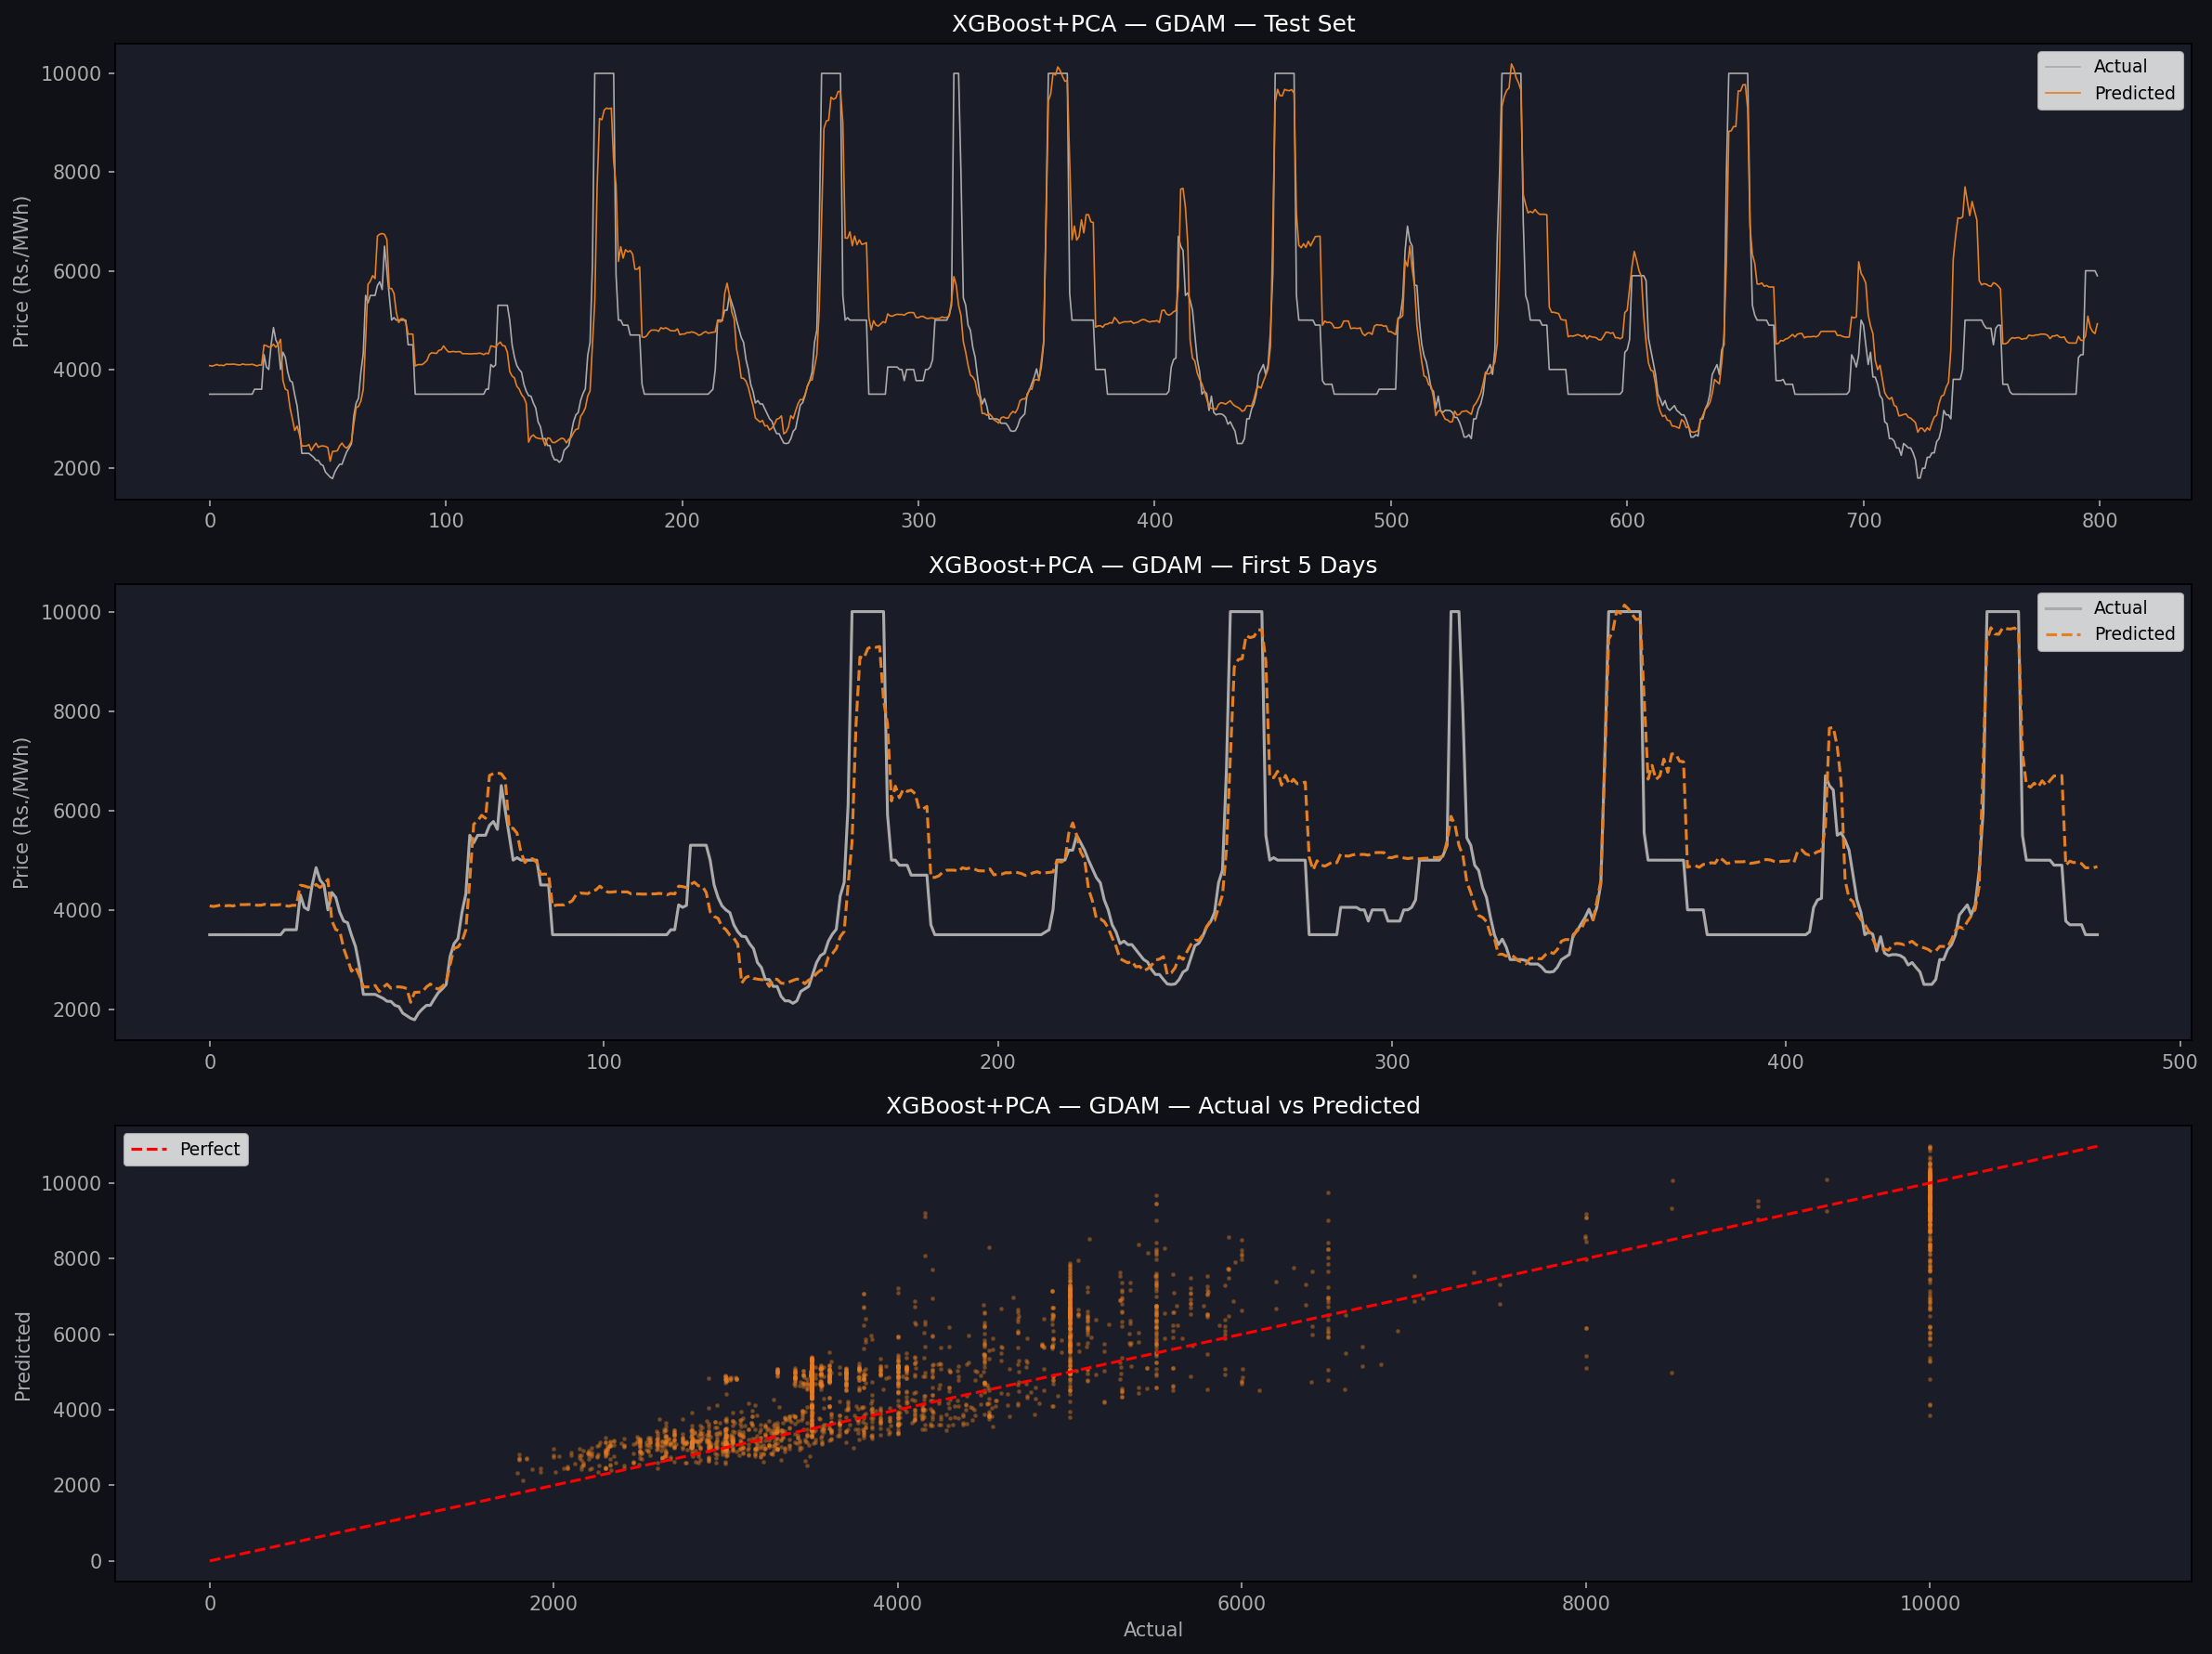 XGBoost+PCA — GDAM — Test Set
Price (Rs./MWh)
10000
8000
6000
4000
2000
Actual
Predicted
0 100 200 300 400 500 600 700 800
XGBoost+PCA — GDAM — First 5 Days
Price (Rs./MWh)
10000
8000
6000
4000
2000
Actual
Predicted
0 100 200 300 400 500
XGBoost+PCA — GDAM — Actual vs Predicted
Predicted
10000
8000
6000
4000
2000
0
Perfect
0 2000 4000 6000 8000 10000
Actual